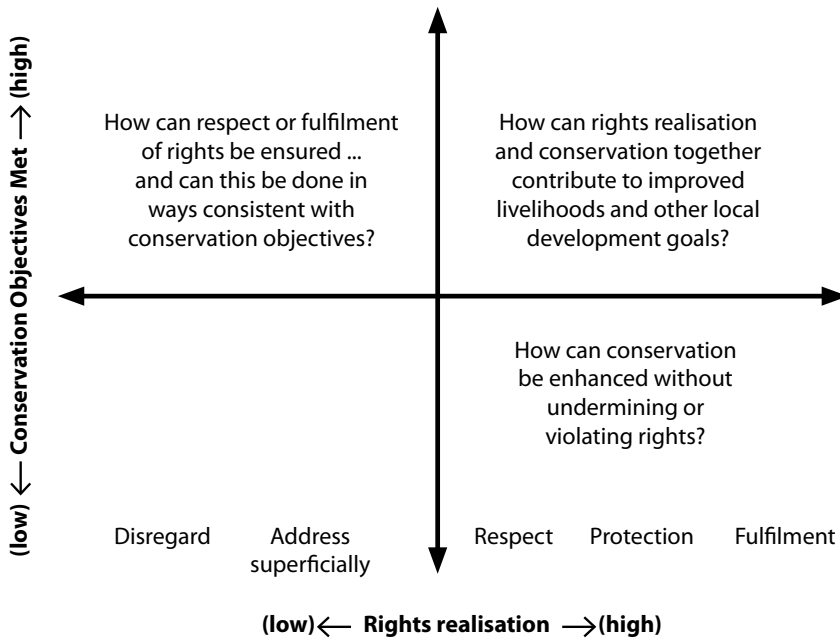 (low) ← Conservation Objectives Met → (high)
How can respect or fulfilment
of rights be ensured ...
and can this be done in
ways consistent with
conservation objectives?
How can rights realisation
and conservation together
contribute to improved
livelihoods and other local
development goals?
How can conservation
be enhanced without
undermining or
violating rights?
Disregard
Address
superficially
Respect
Protection
Fulfilment
(low) ← Rights realisation → (high)